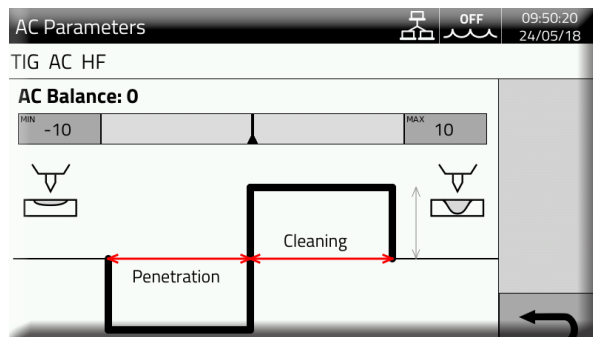 AC Parameters
OFF
09:50:20
24/05/18
TIG AC HF
AC Balance: 0
MIN
-10
MAX
10
Cleaning
Penetration